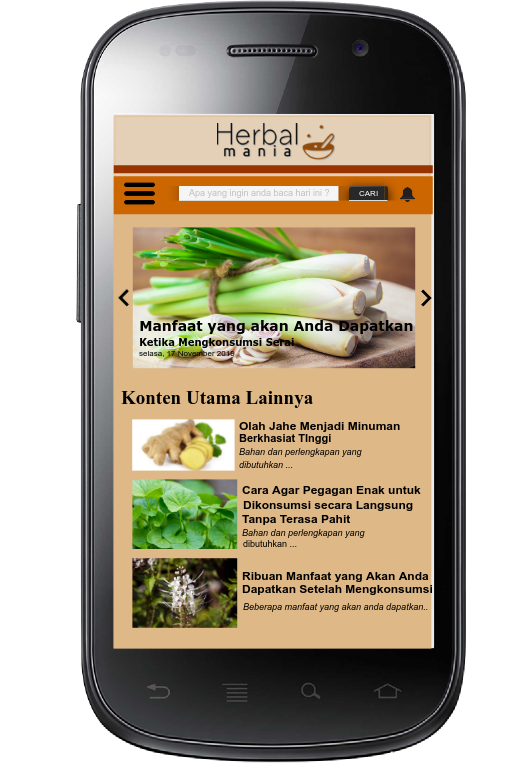 Herbal
mania
Apa yang ingin anda baca hari ini ?
CARI
Manfaat yang akan Anda Dapatkan
Ketika Mengkonsumsi Serai
selasa, 17 November 2019
Konten Utama Lainnya
Olah Jahe Menjadi Minuman
Berkhasiat TInggi
Bahan dan perlengkapan yang
dibutuhkan ...
Cara Agar Pegagan Enak untuk
Dikonsumsi secara Langsung
Tanpa Terasa Pahit
Bahan dan perlengkapan yang
dibutuhkan ...
Ribuan Manfaat yang Akan Anda
Dapatkan Setelah Mengkonsumsi
Beberapa manfaat yang akan anda dapatkan..